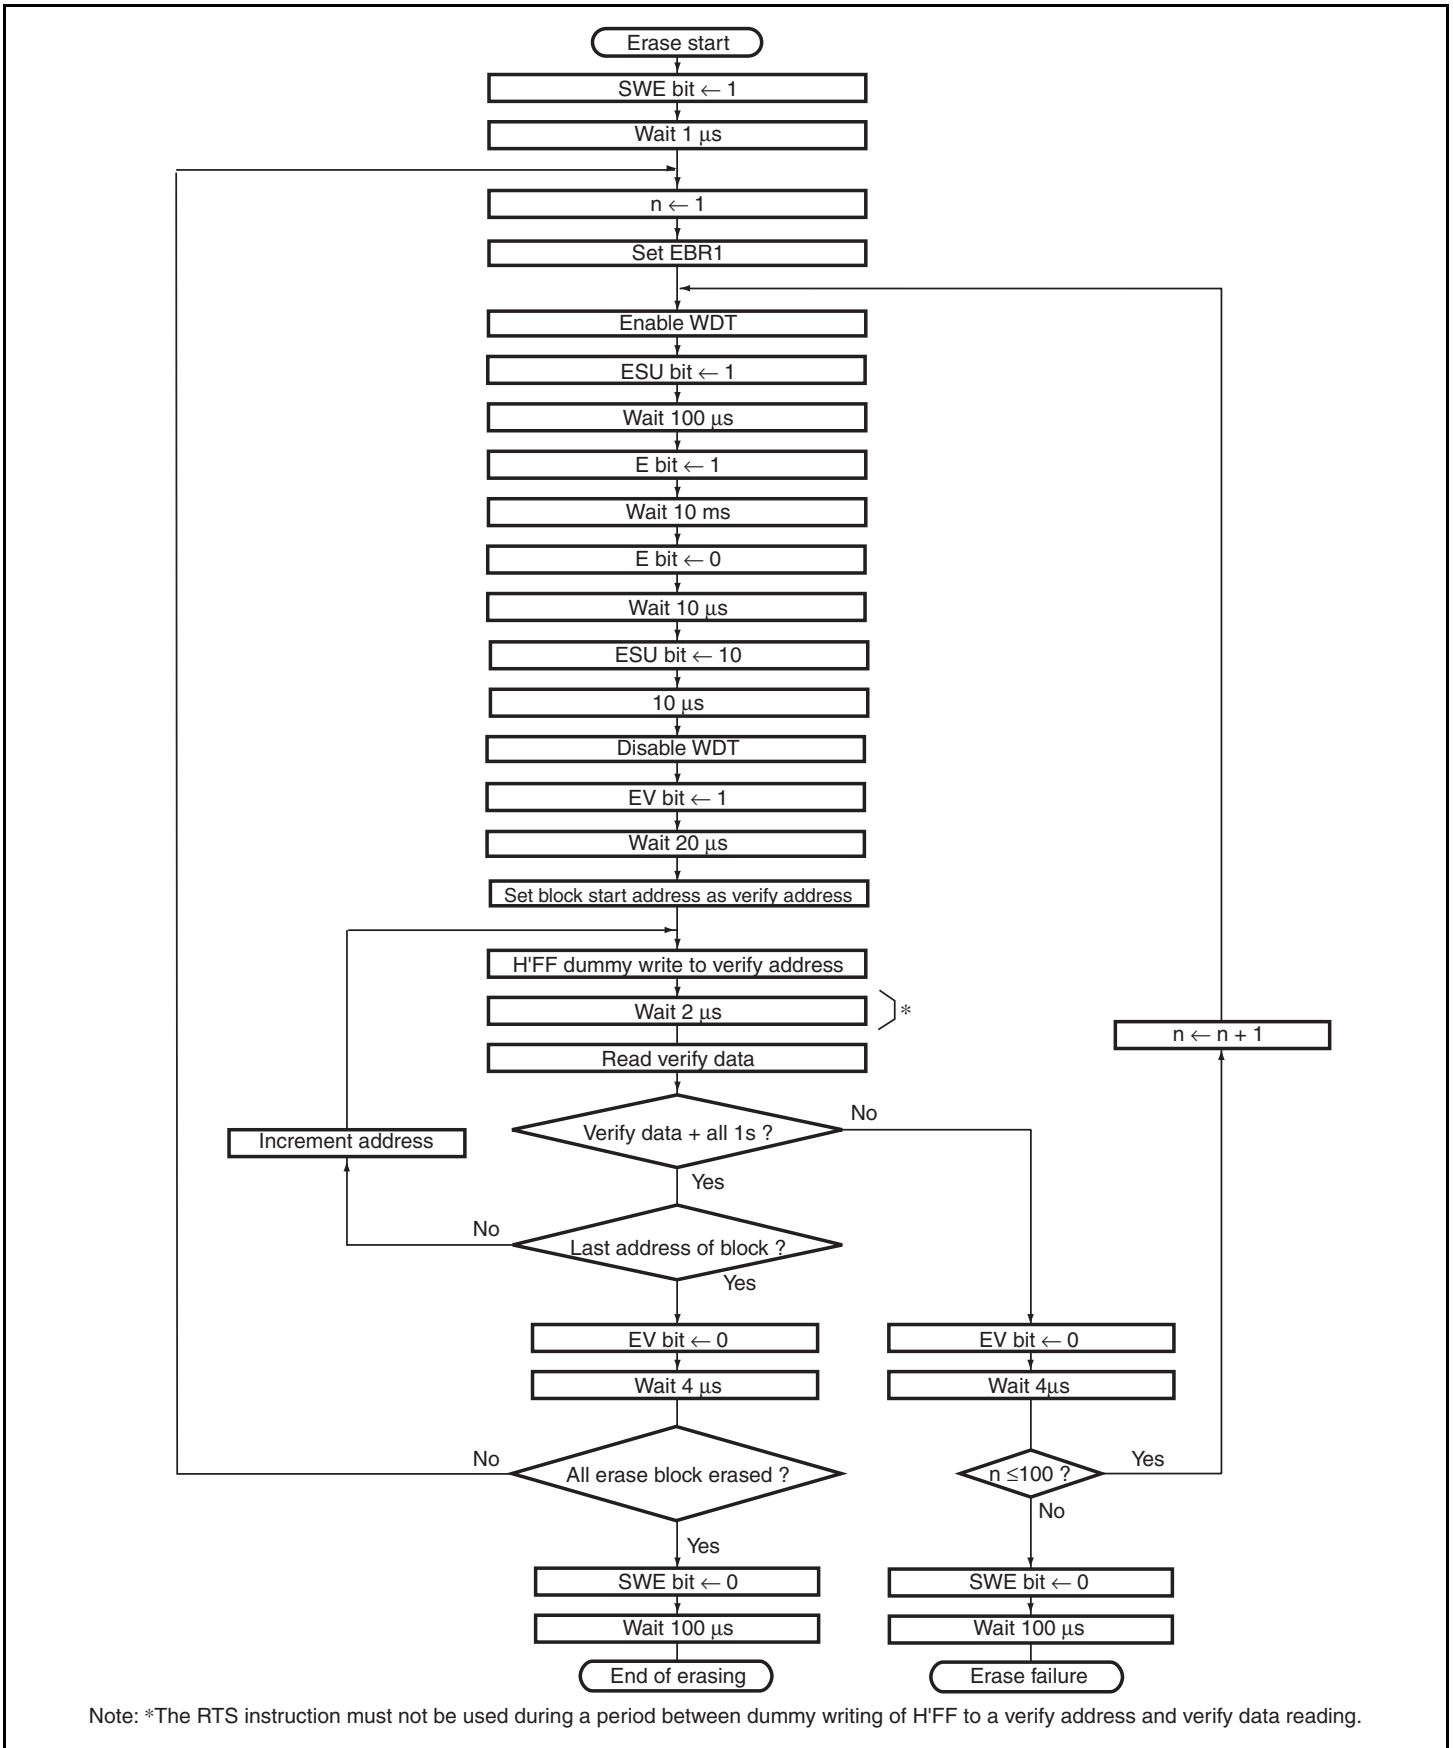 Erase start
SWE bit ← 1
Wait 1 μs
n ← 1
Set EBR1
Enable WDT
ESU bit ← 1
Wait 100 μs
E bit ← 1
Wait 10 ms
E bit ← 0
Wait 10 μs
ESU bit ← 10
10 μs
Disable WDT
EV bit ← 1
Wait 20 μs
Set block start address as verify address
H'FF dummy write to verify address
Wait 2 μs
*
n ← n + 1
Read verify data
No
Verify data + all 1s ?
Increment address
Yes
No
Last address of block ?
Yes
EV bit ← 0
EV bit ← 0
Wait 4 μs
Wait 4μs
No
All erase block erased ?
n ≤100 ?
Yes
No
Yes
SWE bit ← 0
SWE bit ← 0
Wait 100 μs
Wait 100 μs
End of erasing
Erase failure
Note: *The RTS instruction must not be used during a period between dummy writing of H'FF to a verify address and verify data reading.